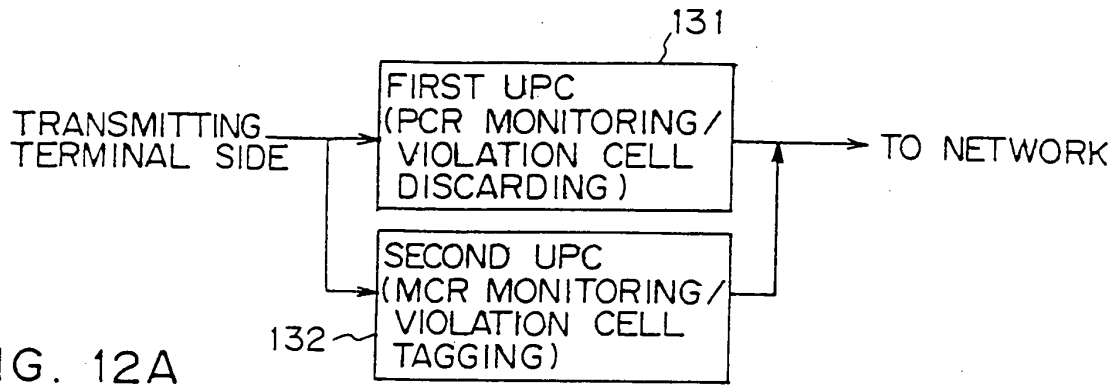 131
FIRST UPC
(PCR MONITORING/
VIOLATION CELL
DISCARDING)
TRANSMITTING
TERMINAL SIDE
TO NETWORK
SECOND UPC
(MCR MONITORING/
VIOLATION CELL
TAGGING)
132
IG. 12A